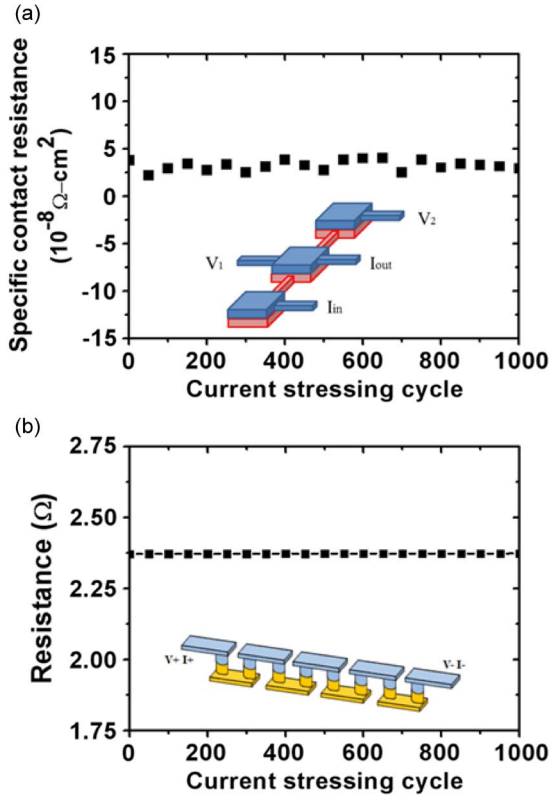 (a)
Specific contact resistance
(10⁻⁸ Ω–cm²)
15
10
5
0
-5
-10
-15
V₂
V₁
Iout
Iin
0 200 400 600 800 1000
Current stressing cycle
(b)
Resistance (Ω)
2.75
2.50
2.25
2.00
1.75
V+ I+
V- I-
0 200 400 600 800 1000
Current stressing cycle